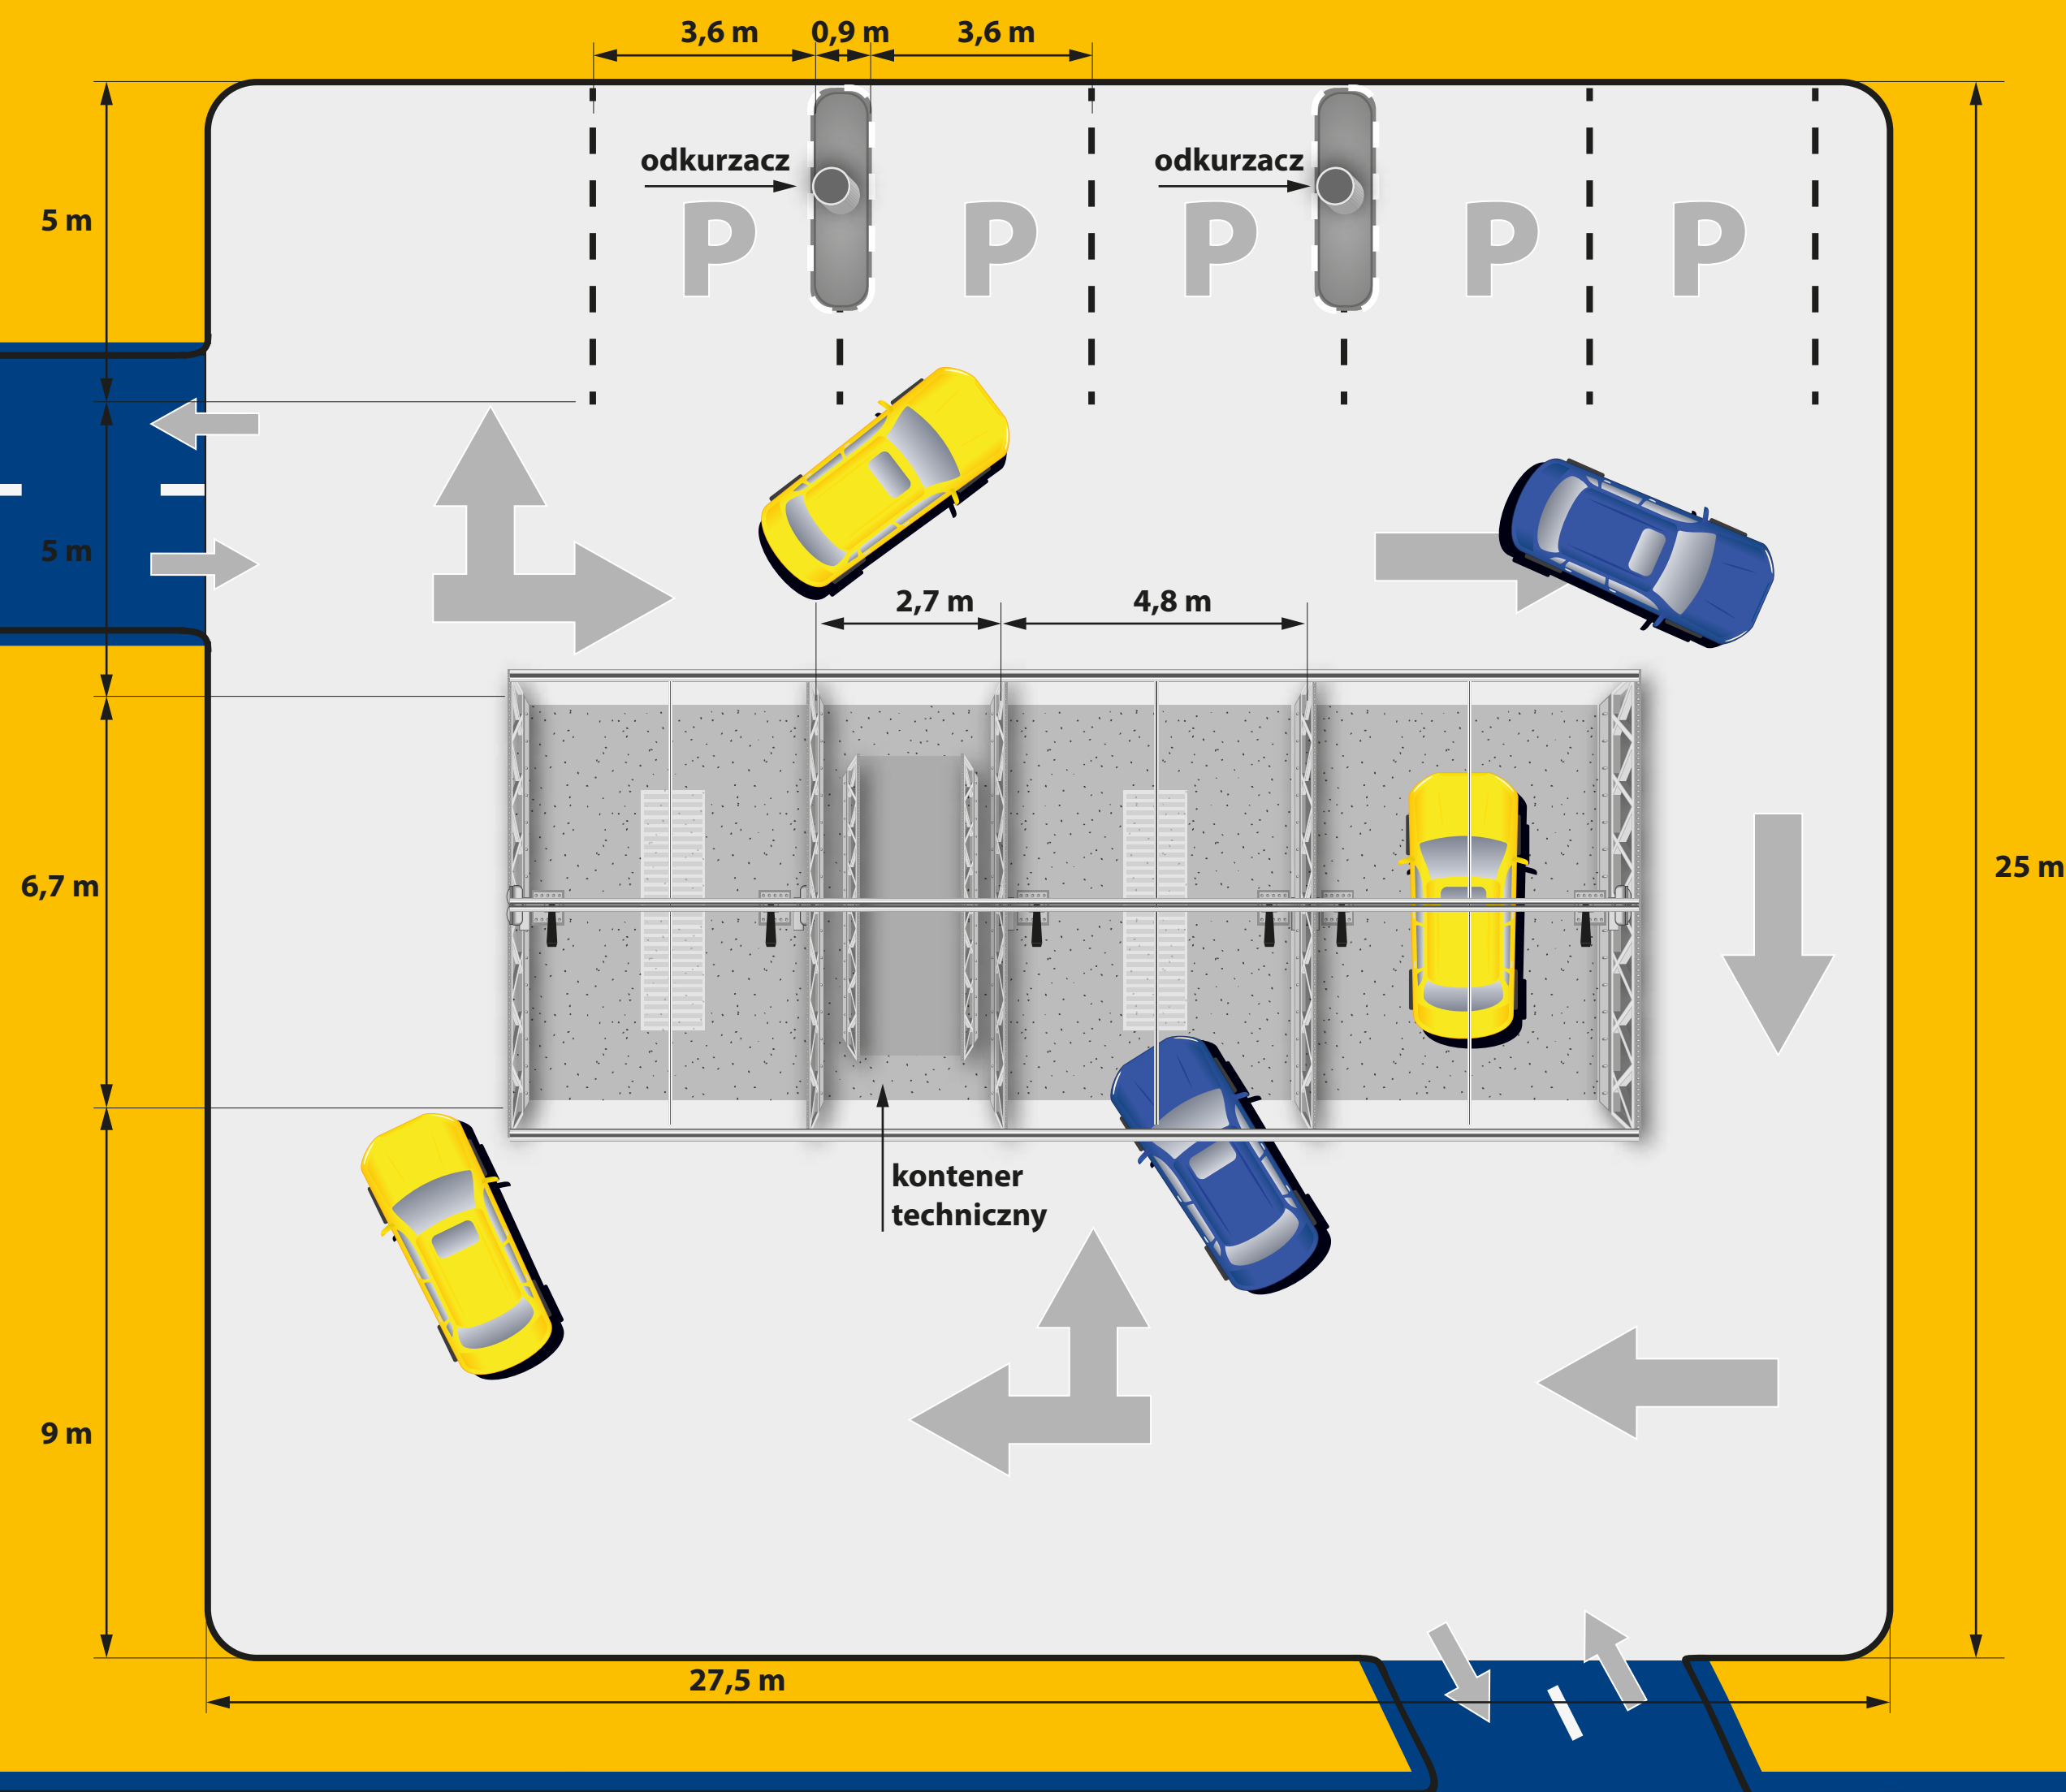 3,6 m 0,9 m 3,6 m
odkurzacz odkurzacz
5 m
P P P P P
5 m
2,7 m 4,8 m
6,7 m
25 m
kontener
techniczny
9 m
27,5 m